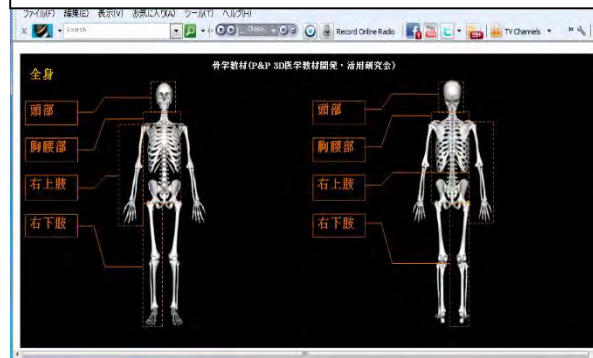 ファイル(F) 編集(E) 表示(V) お気に入り(A) ツール(T) ヘルプ(H)
x Search Record Online Radio TV Channels »
骨学教材(P&P 3D医学教材開発・活用研究会)
全身
頭部
胸腰部
右上肢
右下肢
頭部
胸腰部
右上肢
右下肢